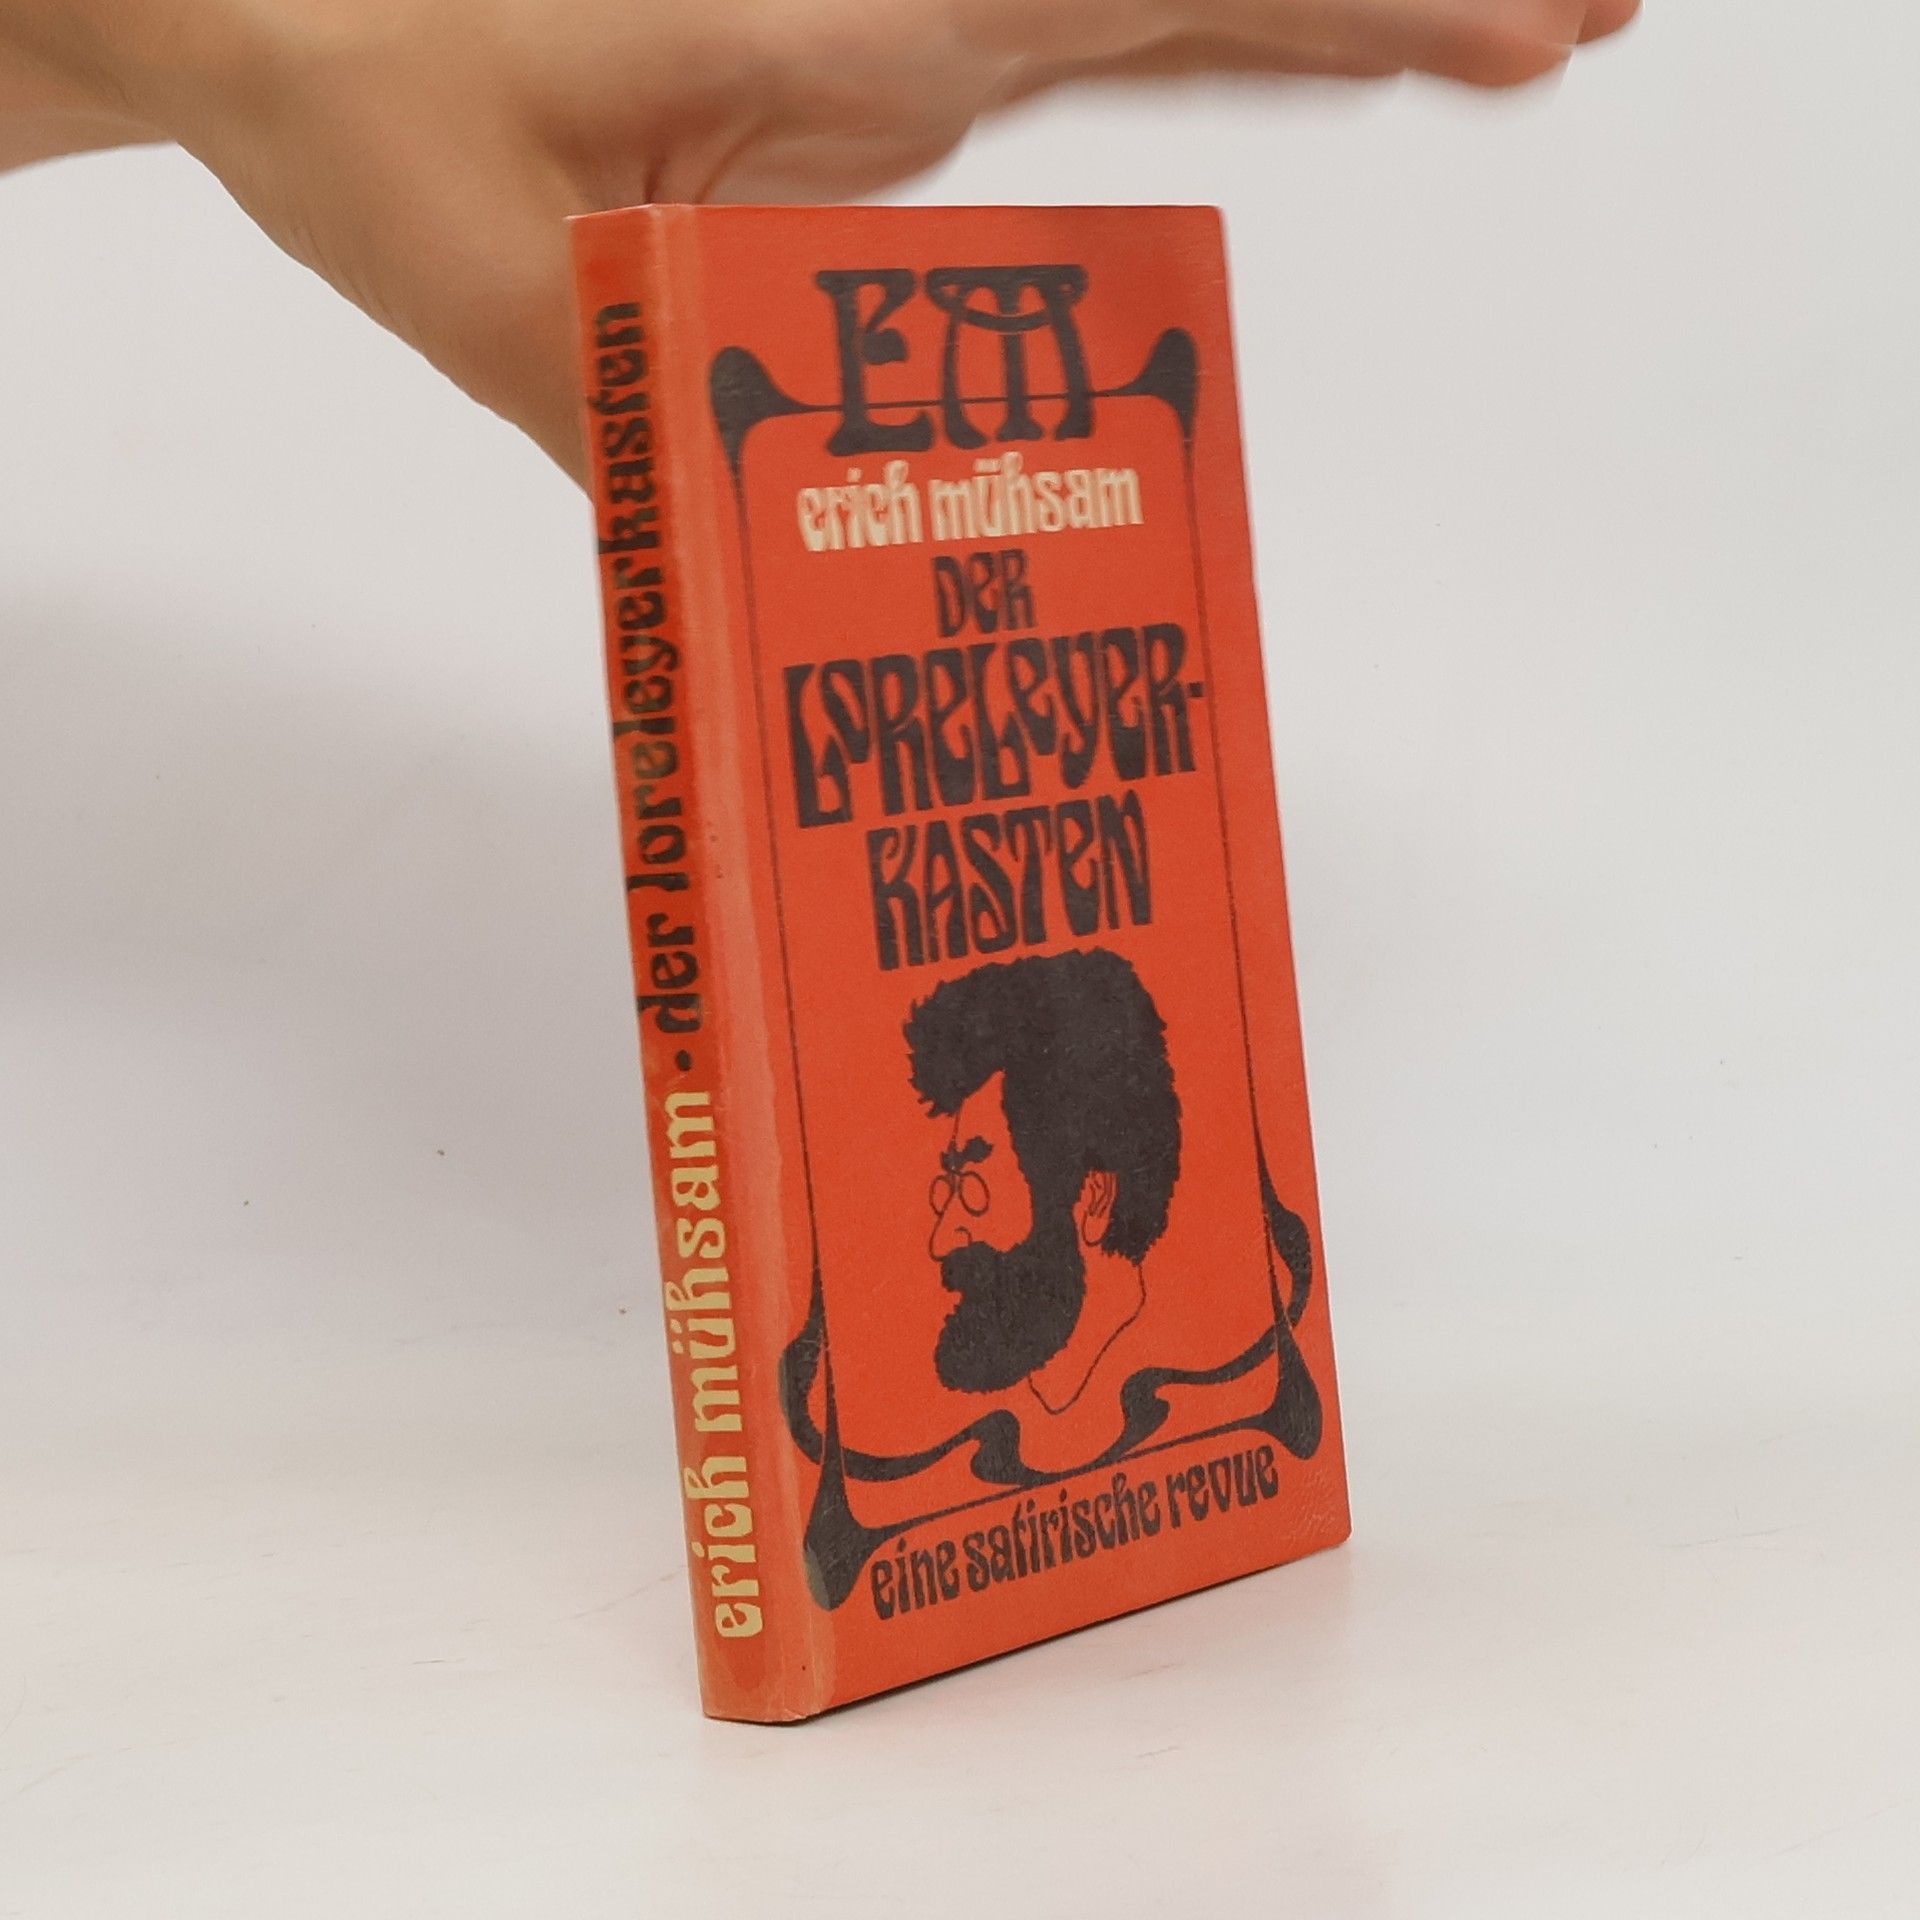 EM
erich mühsam
DER
LORELEYER-
KASTEN
eine satirische revue
erich mühsam • der loreleyerkasten